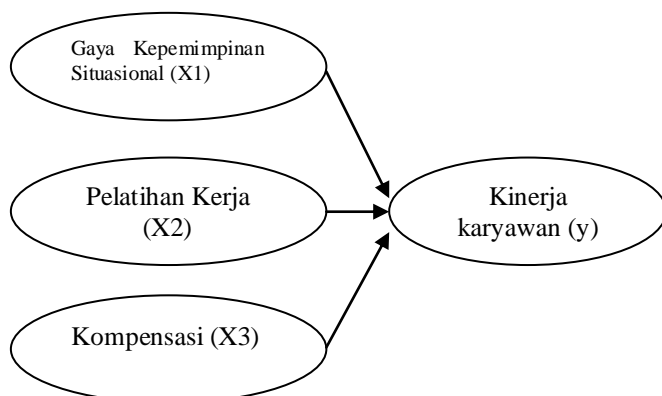 Gaya Kepemimpinan
Situasional (X1)
Pelatihan Kerja
(X2)
Kinerja
karyawan (y)
Kompensasi (X3)